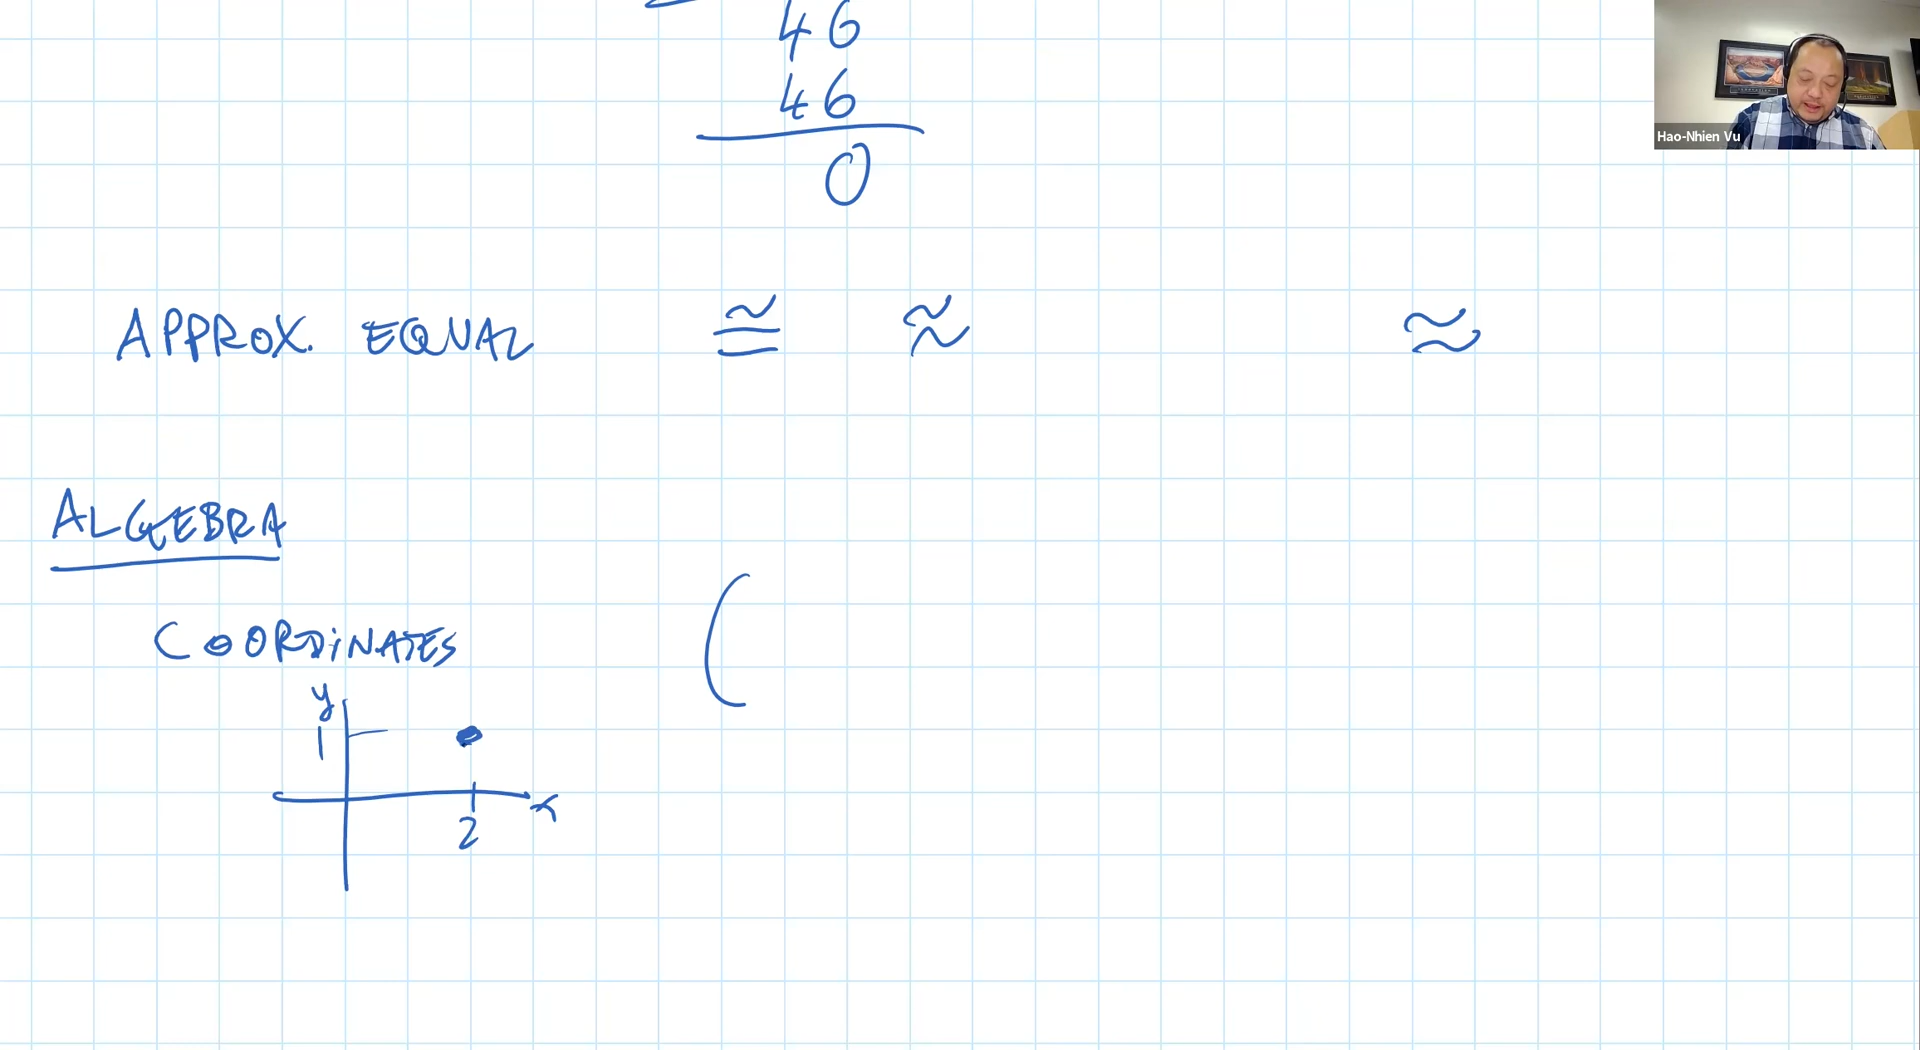 46
46
0
APPROX. EQUAL ≅ ≈ ≈
ALGEBRA
COORDINATES (
y
1
x
2
Hao-Nhien Vu